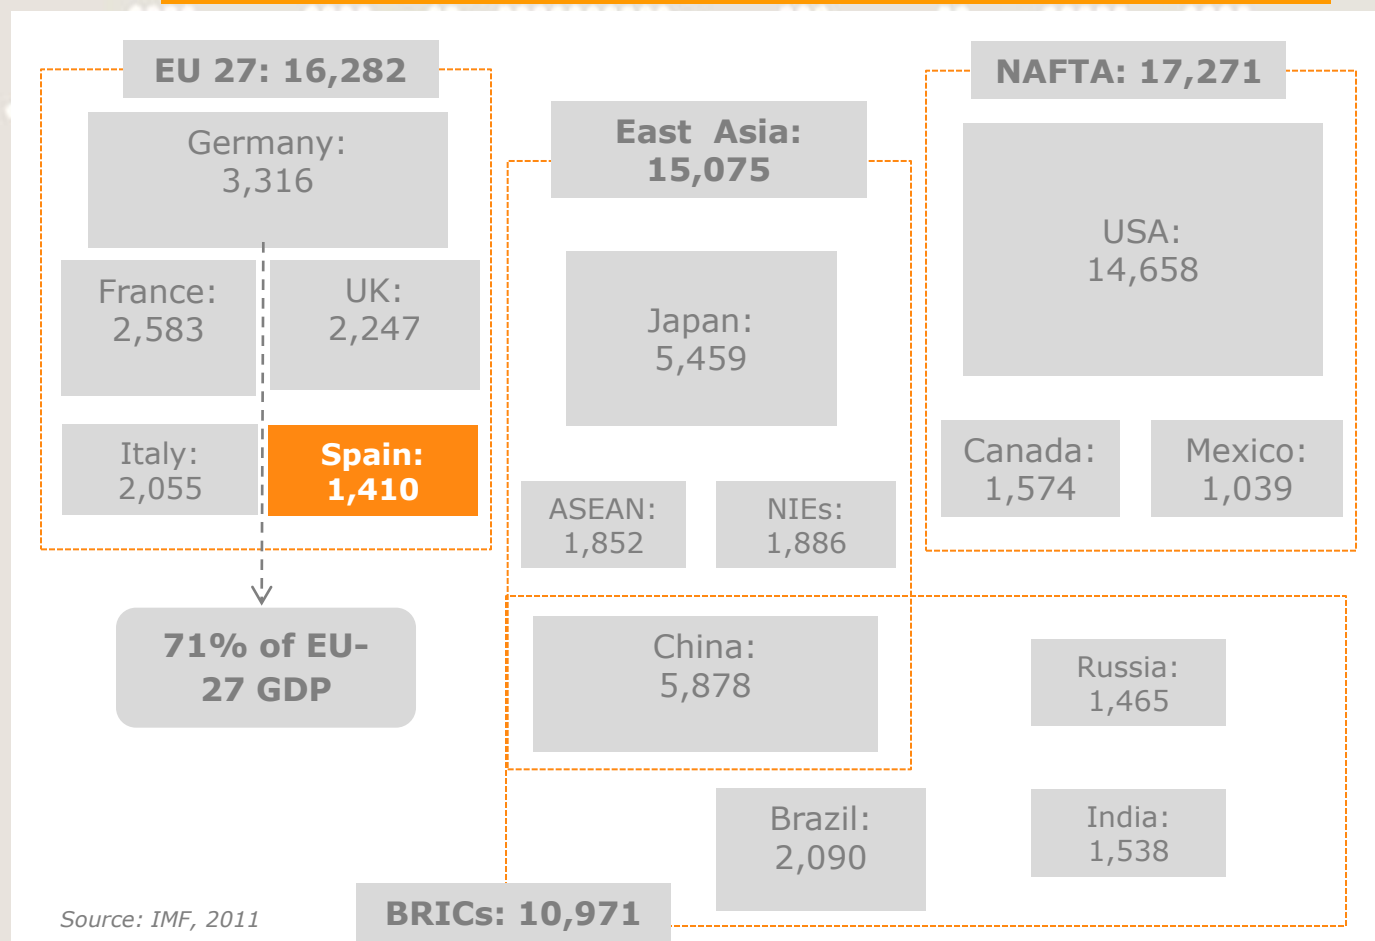 EU 27: 16,282
Germany:
3,316
France:
2,583
UK:
2,247
Italy:
2,055
Spain:
1,410
71% of EU-
27 GDP
East Asia:
15,075
Japan:
5,459
ASEAN:
1,852
NIEs:
1,886
China:
5,878
NAFTA: 17,271
USA:
14,658
Canada:
1,574
Mexico:
1,039
Russia:
1,465
Brazil:
2,090
India:
1,538
BRICs: 10,971
Source: IMF, 2011